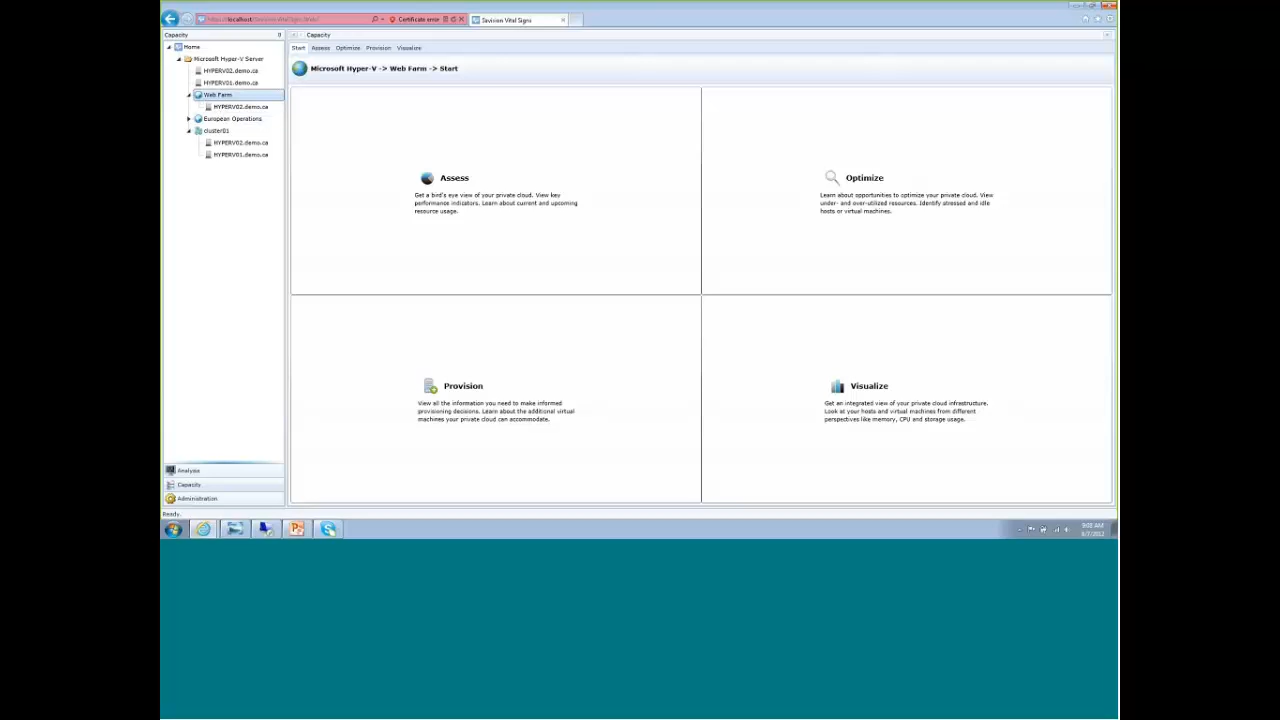 Certificate error
Savision Vital Signs
Capacity
Capacity
Home
Start
Assess
Optimize
Provision
Visualize
Microsoft Hyper-V Server
Microsoft Hyper-V -> Web Farm -> Start
HYPERV02.demo.ca
HYPERV01.demo.ca
Web Farm
HYPERV02.demo.ca
European Operations
cluster01
HYPERV02.demo.ca
HYPERV01.demo.ca
Assess
Get a bird's eye view of your private cloud. View key
performance indicators. Learn about current and upcoming
resource usage.
Optimize
Learn about opportunities to optimize your private cloud. View
under- and over-utilized resources. Identify stressed and idle
hosts or virtual machines.
Provision
View all the information you need to make informed
provisioning decisions. Learn about the additional virtual
machines your private cloud can accommodate.
Visualize
Get an integrated view of your private cloud infrastructure.
Look at your hosts and virtual machines from different
perspectives like memory, CPU and storage usage.
Analysis
Capacity
Administration
Ready.